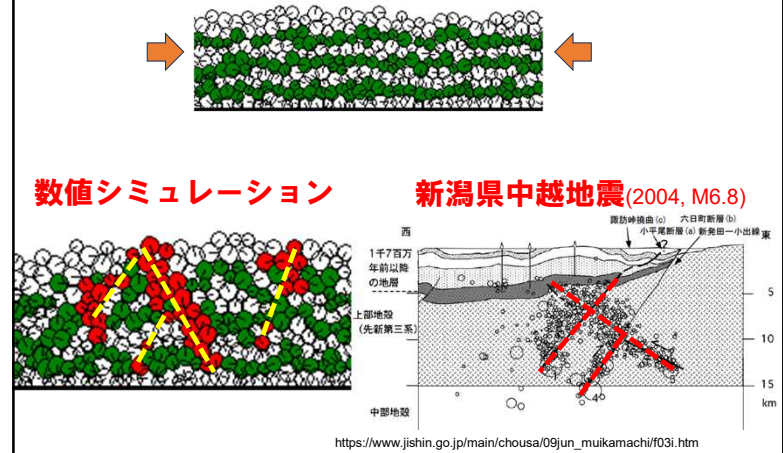 数値シミュレーション
新潟県中越地震(2004, M6.8)
諏訪峠撓曲(c) 六日町断層(b)
小平尾断層(a) 新発田ー小出線
西
東
1千7百万
年前以降
の地層
上部地殻
(先新第三系)
中部地殻
?
5
10
15
km
4
https://www.jishin.go.jp/main/chousa/09jun_muikamachi/f03i.htm